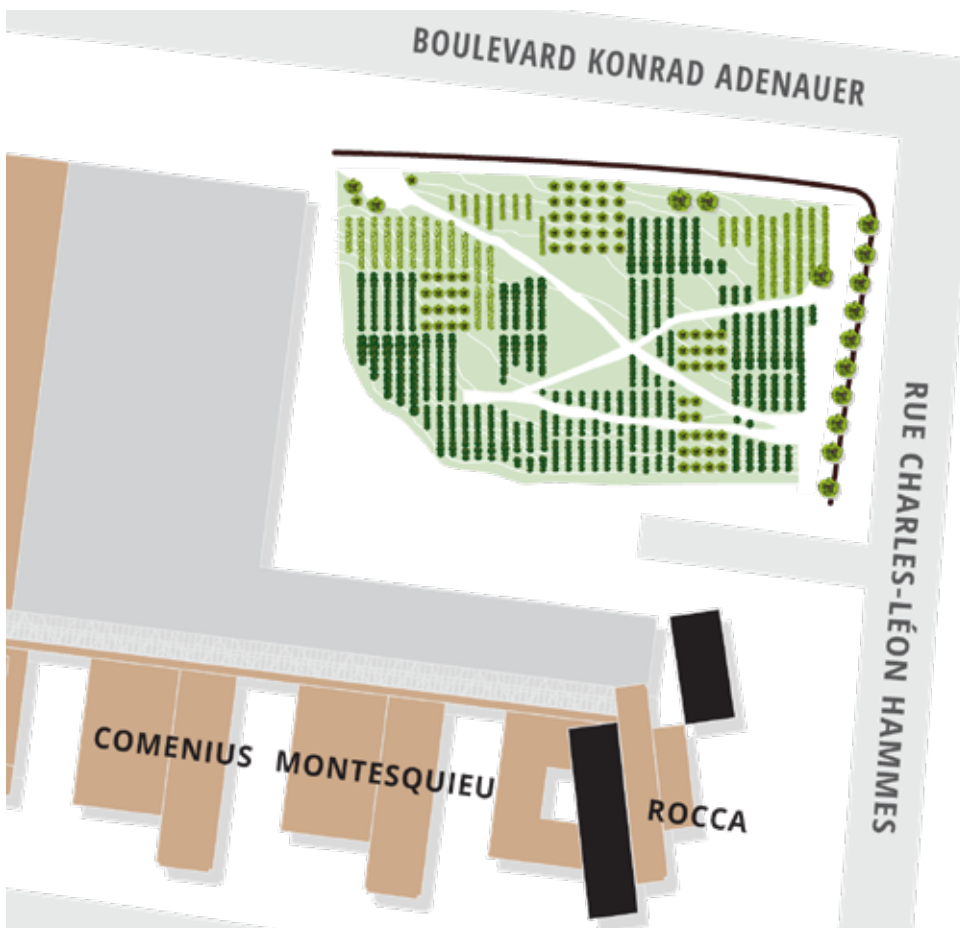 BOULEVARD KONRAD ADENAUER
RUE CHARLES-LÉON HAMMES
COMENIUS
MONTESQUIEU
ROCCA